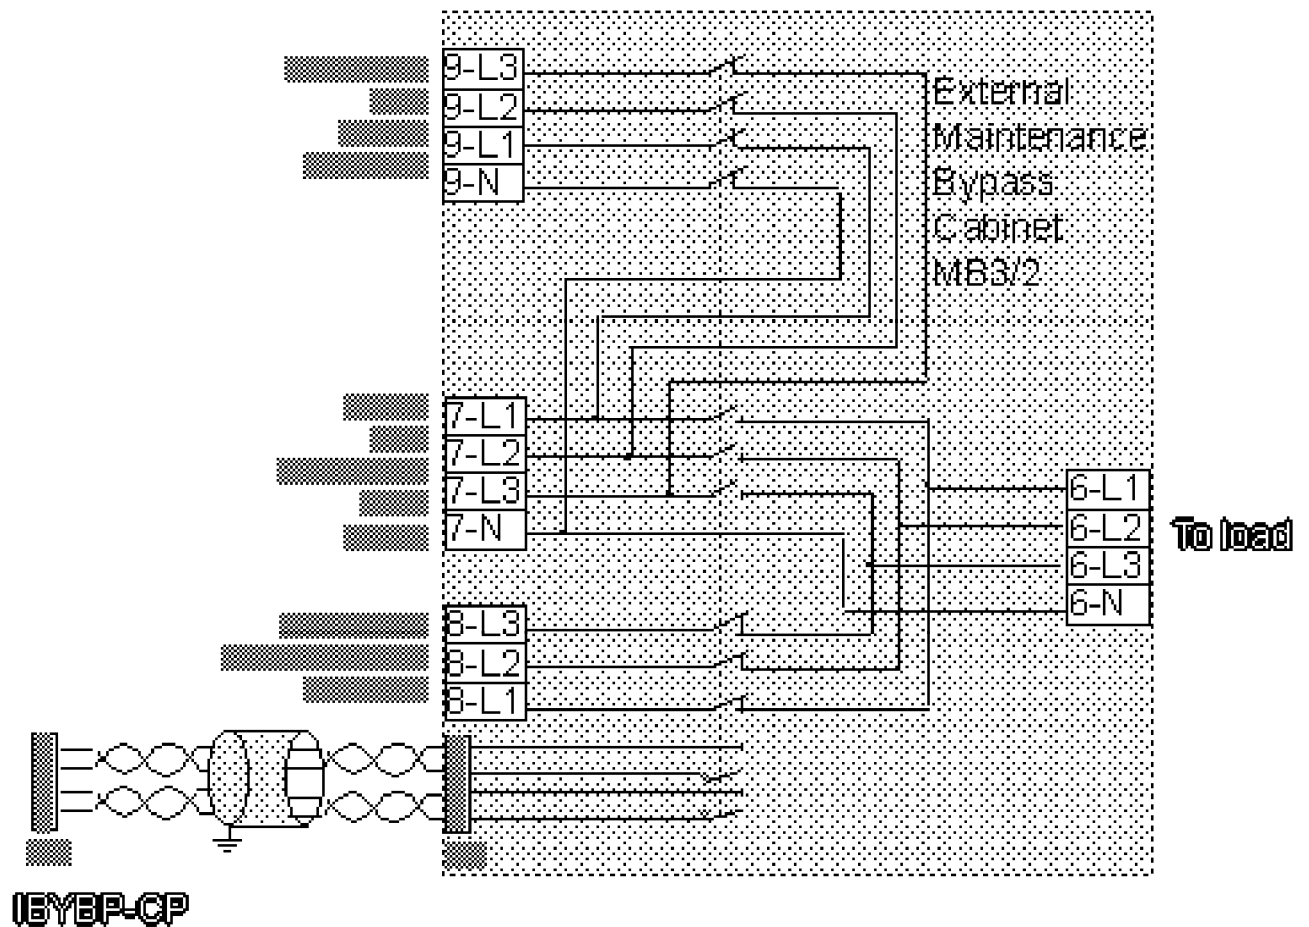 9-L3
9-L2
9-L1
9-N
External
Maintenance
Bypass
Cabinet
MB3/2
7-L1
7-L2
7-L3
7-N
6-L1
6-L2
6-L3
6-N
To load
8-L3
8-L2
8-L1
IBYBP-CP